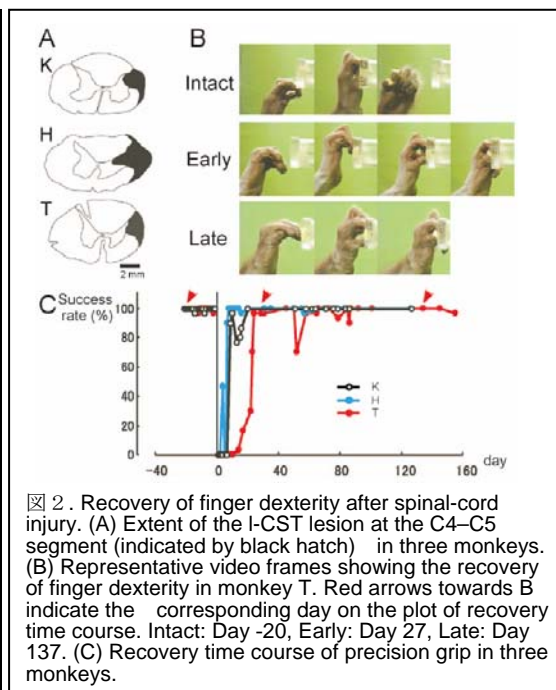 A
B
K
Intact
H
Early
T
Late
2 mm
C Success
rate (%)
100
80
60
40
20
0
K
H
T
-40 0 40 80 120 160
day
図 2 . Recovery of finger dexterity after spinal-cord
injury. (A) Extent of the l-CST lesion at the C4–C5
segment (indicated by black hatch) in three monkeys.
(B) Representative video frames showing the recovery
of finger dexterity in monkey T. Red arrows towards B
indicate the corresponding day on the plot of recovery
time course. Intact: Day -20, Early: Day 27, Late: Day
137. (C) Recovery time course of precision grip in three
monkeys.